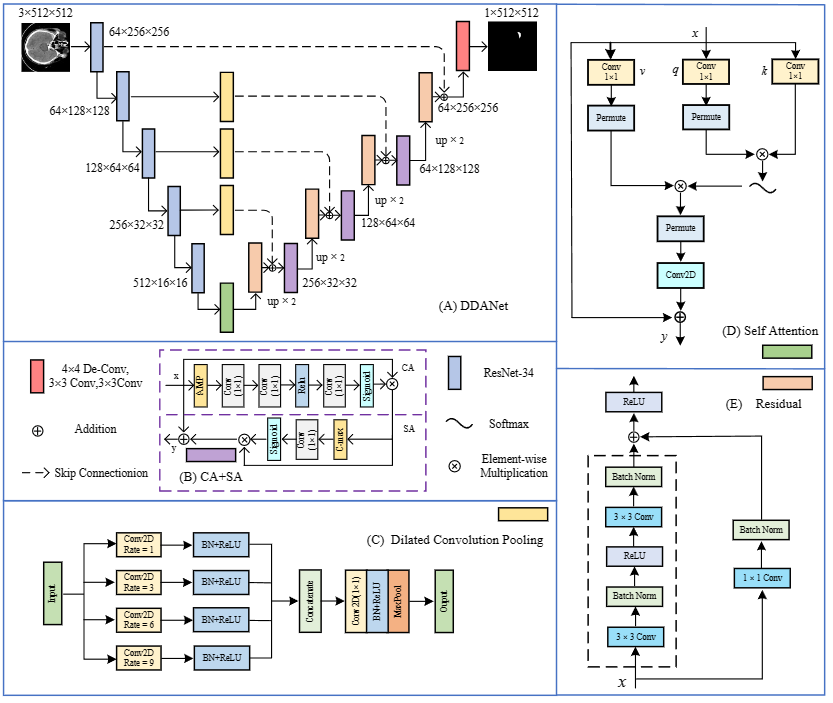 3×512×512
1×512×512
64×256×256
64×128×128
128×64×64
256×32×32
512×16×16
up × 2
up × 2
up × 2
up × 2
256×32×32
128×64×64
64×128×128
64×256×256
(A) DDANet
4×4 De-Conv,
3×3 Conv,3×3Conv
Addition
Skip Connectionion
x
AMP
Conv
(1×1)
Conv
(1×1)
Relu
Conv
(1×1)
Sigmoid
CA
SA
y
Sigmoid
Conv
(1×1)
C-max
(B) CA+SA
ResNet-34
Softmax
Element-wise
Multiplication
(C) Dilated Convolution Pooling
Input
Conv2D
Rate = 1
BN+ReLU
Conv2D
Rate = 3
BN+ReLU
Conv2D
Rate = 6
BN+ReLU
Conv2D
Rate = 9
BN+ReLU
Concatenate
Conv2D(1×1)
BN+ReLU
MaxPool
Ouput
x
Conv
1×1
v
q
Conv
1×1
k
Conv
1×1
Permute
Permute
Permute
Conv2D
y
(D) Self Attention
(E) Residual
ReLU
Batch Norm
3 × 3 Conv
ReLU
Batch Norm
3 × 3 Conv
Batch Norm
1 × 1 Conv
x